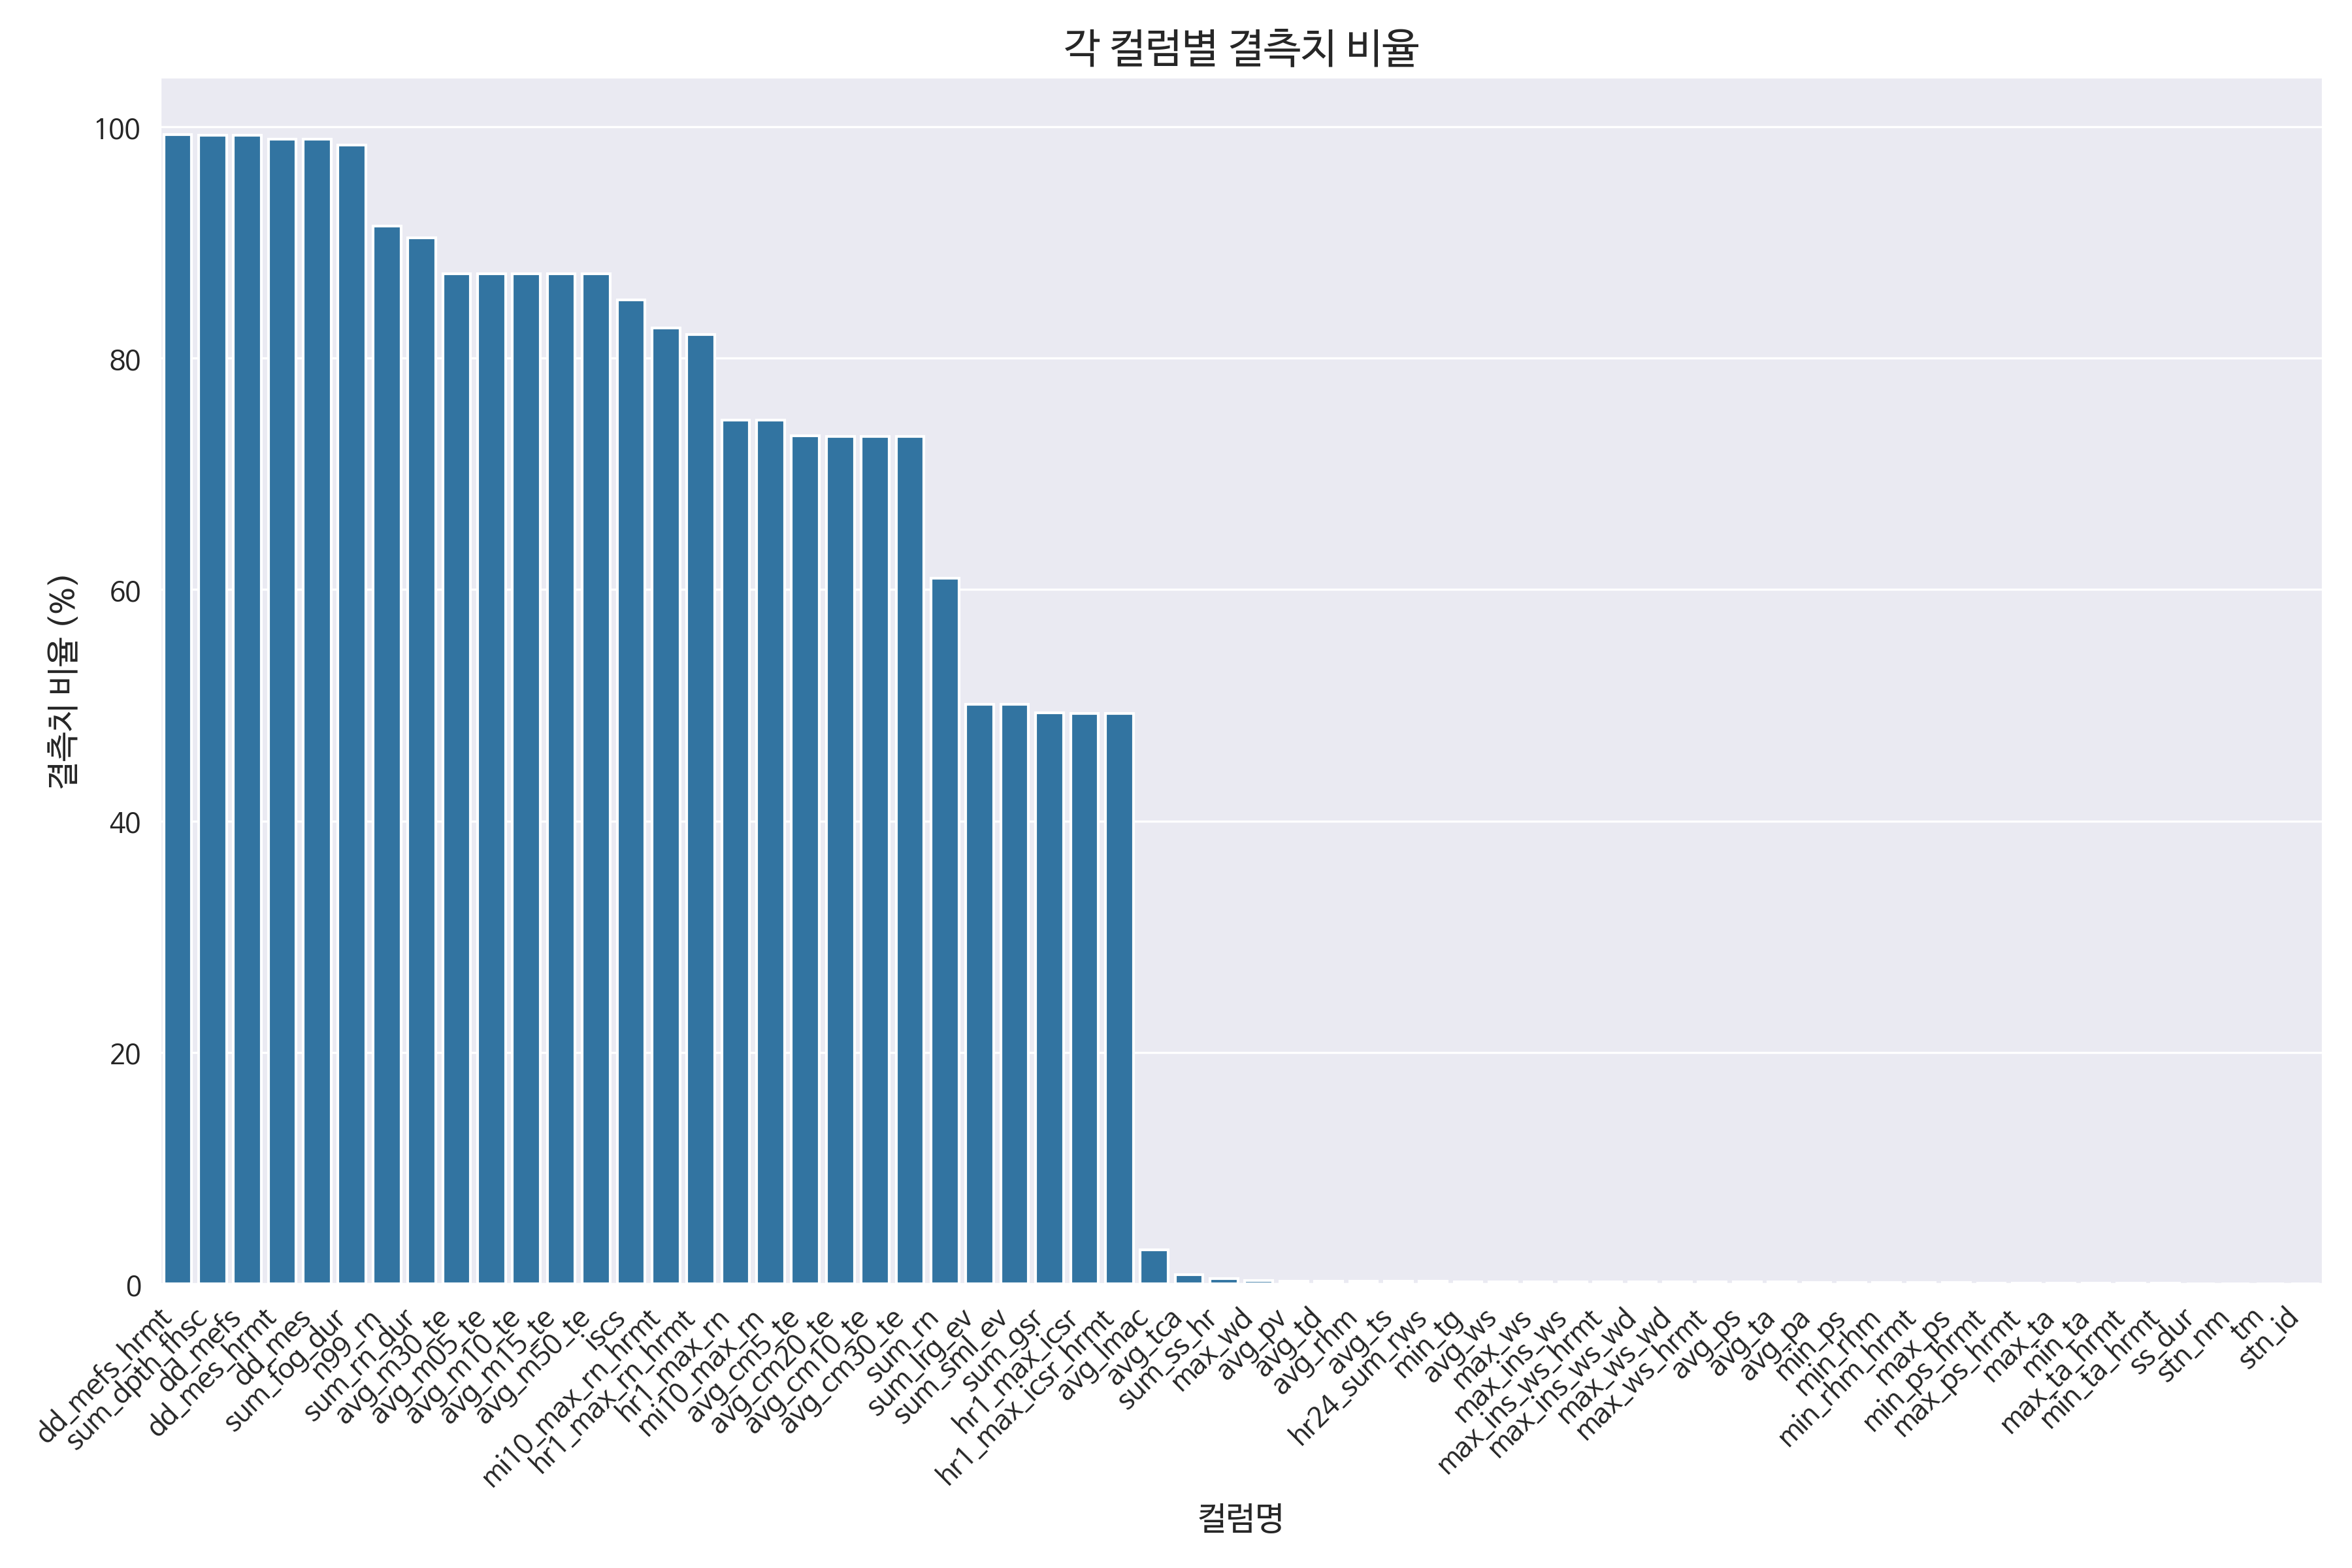 각 컬럼별 결측치 비율
결측치 비율 (%)
100
80
60
40
20
0
dd_mefs_hrmt
sum_dpth_fhsc
dd_mefs
dd_mes_hrmt
dd_mes
sum_fog_dur
n99_rn
sum_rn_dur
avg_m30_te
avg_m05_te
avg_m10_te
avg_m15_te
avg_m50_te
iscs
mi10_max_rn_hrmt
hr1_max_rn_hrmt
hr1_max_rn
mi10_max_rn
avg_cm5_te
avg_cm20_te
avg_cm10_te
avg_cm30_te
sum_rn
sum_lrg_ev
sum_sml_ev
sum_gsr
hr1_max_icsr
hr1_max_icsr_hrmt
avg_lmac
avg_tca
sum_ss_hr
max_wd
avg_pv
avg_td
avg_rhm
avg_ts
hr24_sum_rws
min_tg
avg_ws
max_ws
max_ins_ws
max_ins_ws_hrmt
max_ins_ws_wd
max_ws_wd
max_ws_hrmt
avg_ps
avg_ta
avg_pa
min_ps
min_rhm
min_rhm_hrmt
max_ps
min_ps_hrmt
max_ps_hrmt
max_ta
min_ta
max_ta_hrmt
min_ta_hrmt
ss_dur
stn_nm
tm
stn_id
컬럼명